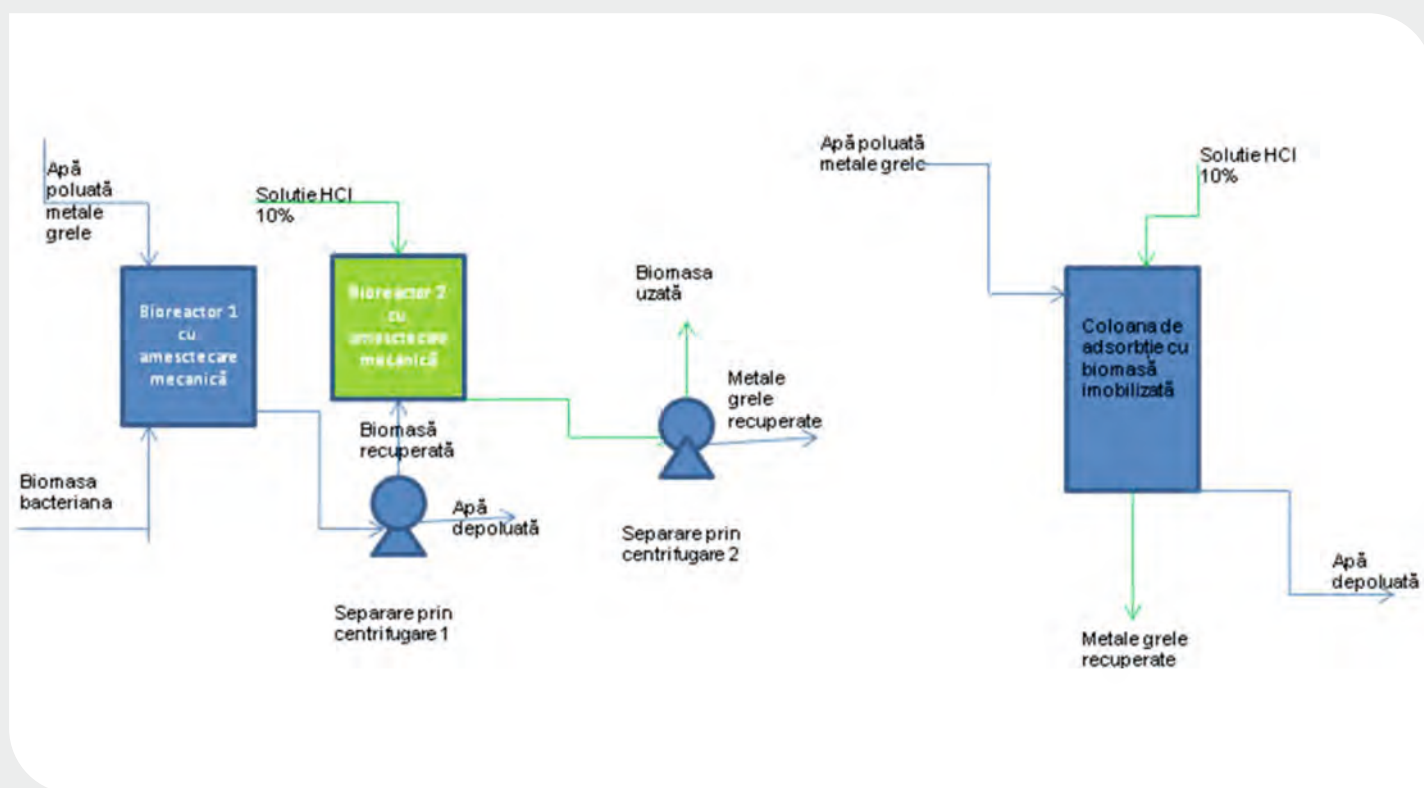 Apă
poluată
metale
grele
Solutie HCl
10%
Bioreactor 1
cu
amesctecare
mecanică
Bioreactor 2
cu
amesctecare
mecanică
Biomasa
bacteriana
Biomasă
recuperată
Apă
depoluată
Separare prin
centrifugare 1
Biomasa
uzată
Metale
grele
recuperate
Separare prin
centrifugare 2
Apă poluată
metale grele
Solutie HCl
10%
Coloana de
adsorbție cu
biomasă
imobilizată
Apă
depoluată
Metale grele
recuperate